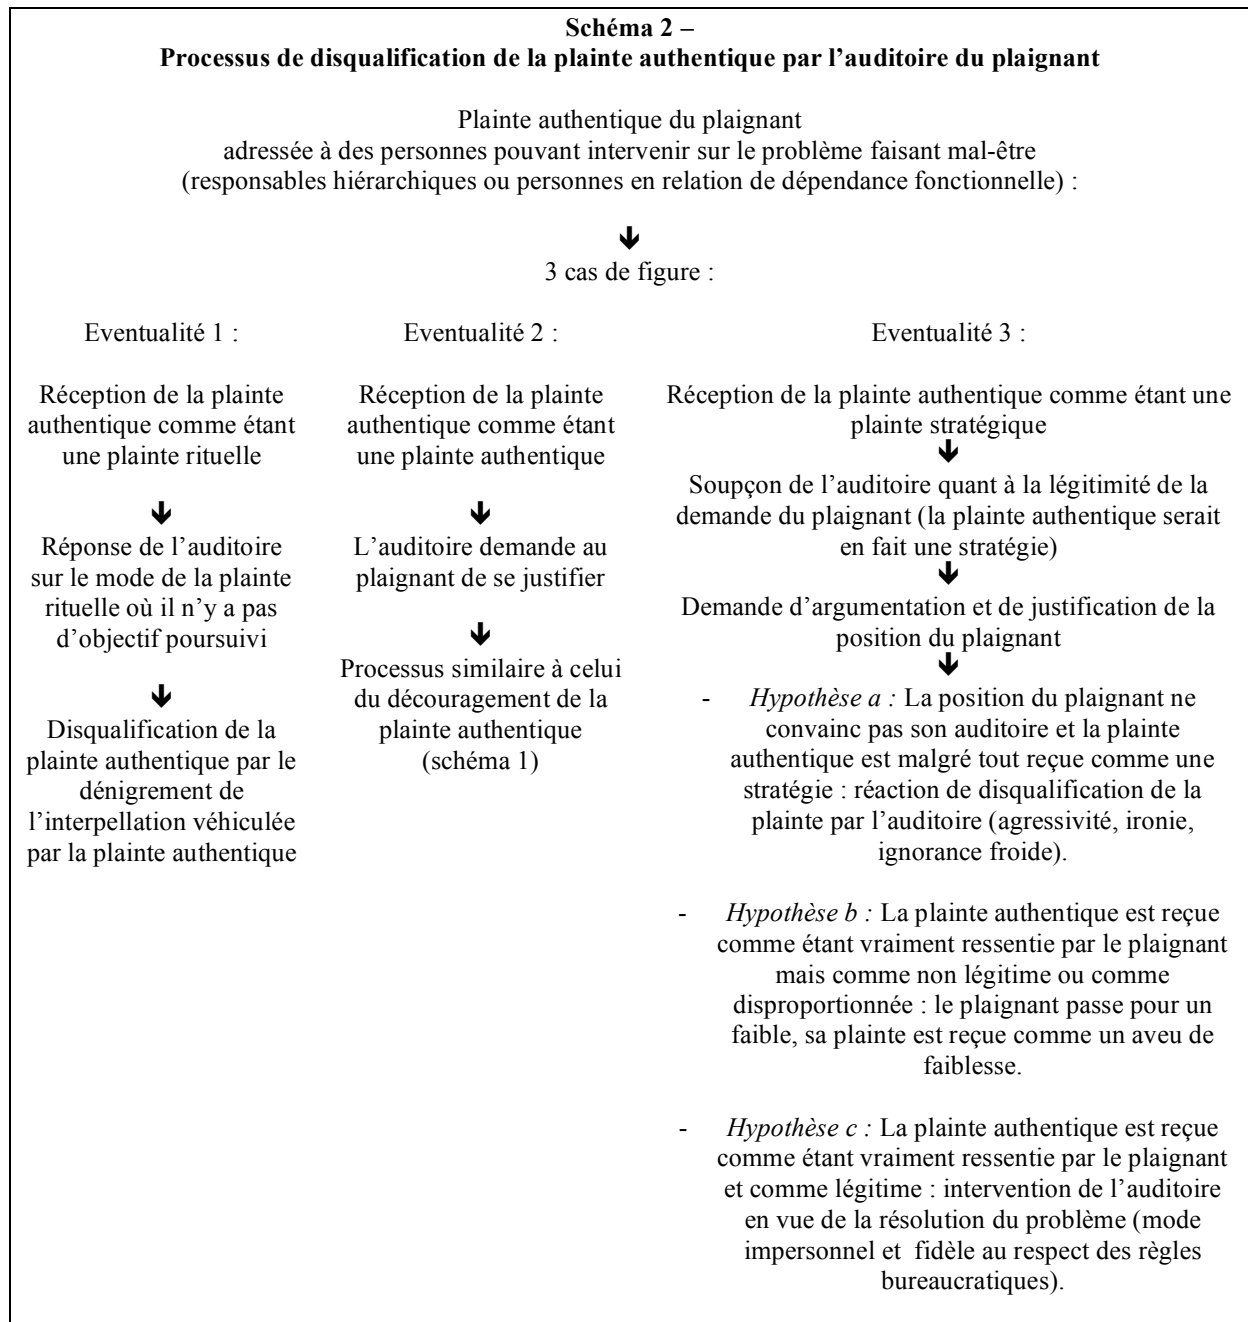 Schéma 2 –
Processus de disqualification de la plainte authentique par l’auditoire du plaignant
Plainte authentique du plaignant
adressée à des personnes pouvant intervenir sur le problème faisant mal-être
(responsables hiérarchiques ou personnes en relation de dépendance fonctionnelle) :
3 cas de figure :
Eventualité 1 :
Réception de la plainte
authentique comme étant
une plainte rituelle
Réponse de l’auditoire
sur le mode de la plainte
rituelle où il n’y a pas
d’objectif poursuivi
Disqualification de la
plainte authentique par le
dénigrement de
l’interpellation véhiculée
par la plainte authentique
Eventualité 2 :
Réception de la plainte
authentique comme étant
une plainte authentique
L’auditoire demande au
plaignant de se justifier
Processus similaire à celui
du découragement de la
plainte authentique
(schéma 1)
Eventualité 3 :
Réception de la plainte authentique comme étant une
plainte stratégique
Soupçon de l’auditoire quant à la légitimité de la
demande du plaignant (la plainte authentique serait
en fait une stratégie)
Demande d’argumentation et de justification de la
position du plaignant
- Hypothèse a : La position du plaignant ne
convainc pas son auditoire et la plainte
authentique est malgré tout reçue comme une
stratégie : réaction de disqualification de la
plainte par l’auditoire (agressivité, ironie,
ignorance froide).
- Hypothèse b : La plainte authentique est reçue
comme étant vraiment ressentie par le plaignant
mais comme non légitime ou comme
disproportionnée : le plaignant passe pour un
faible, sa plainte est reçue comme un aveu de
faiblesse.
- Hypothèse c : La plainte authentique est reçue
comme étant vraiment ressentie par le plaignant
et comme légitime : intervention de l’auditoire
en vue de la résolution du problème (mode
impersonnel et fidèle au respect des règles
bureaucratiques).